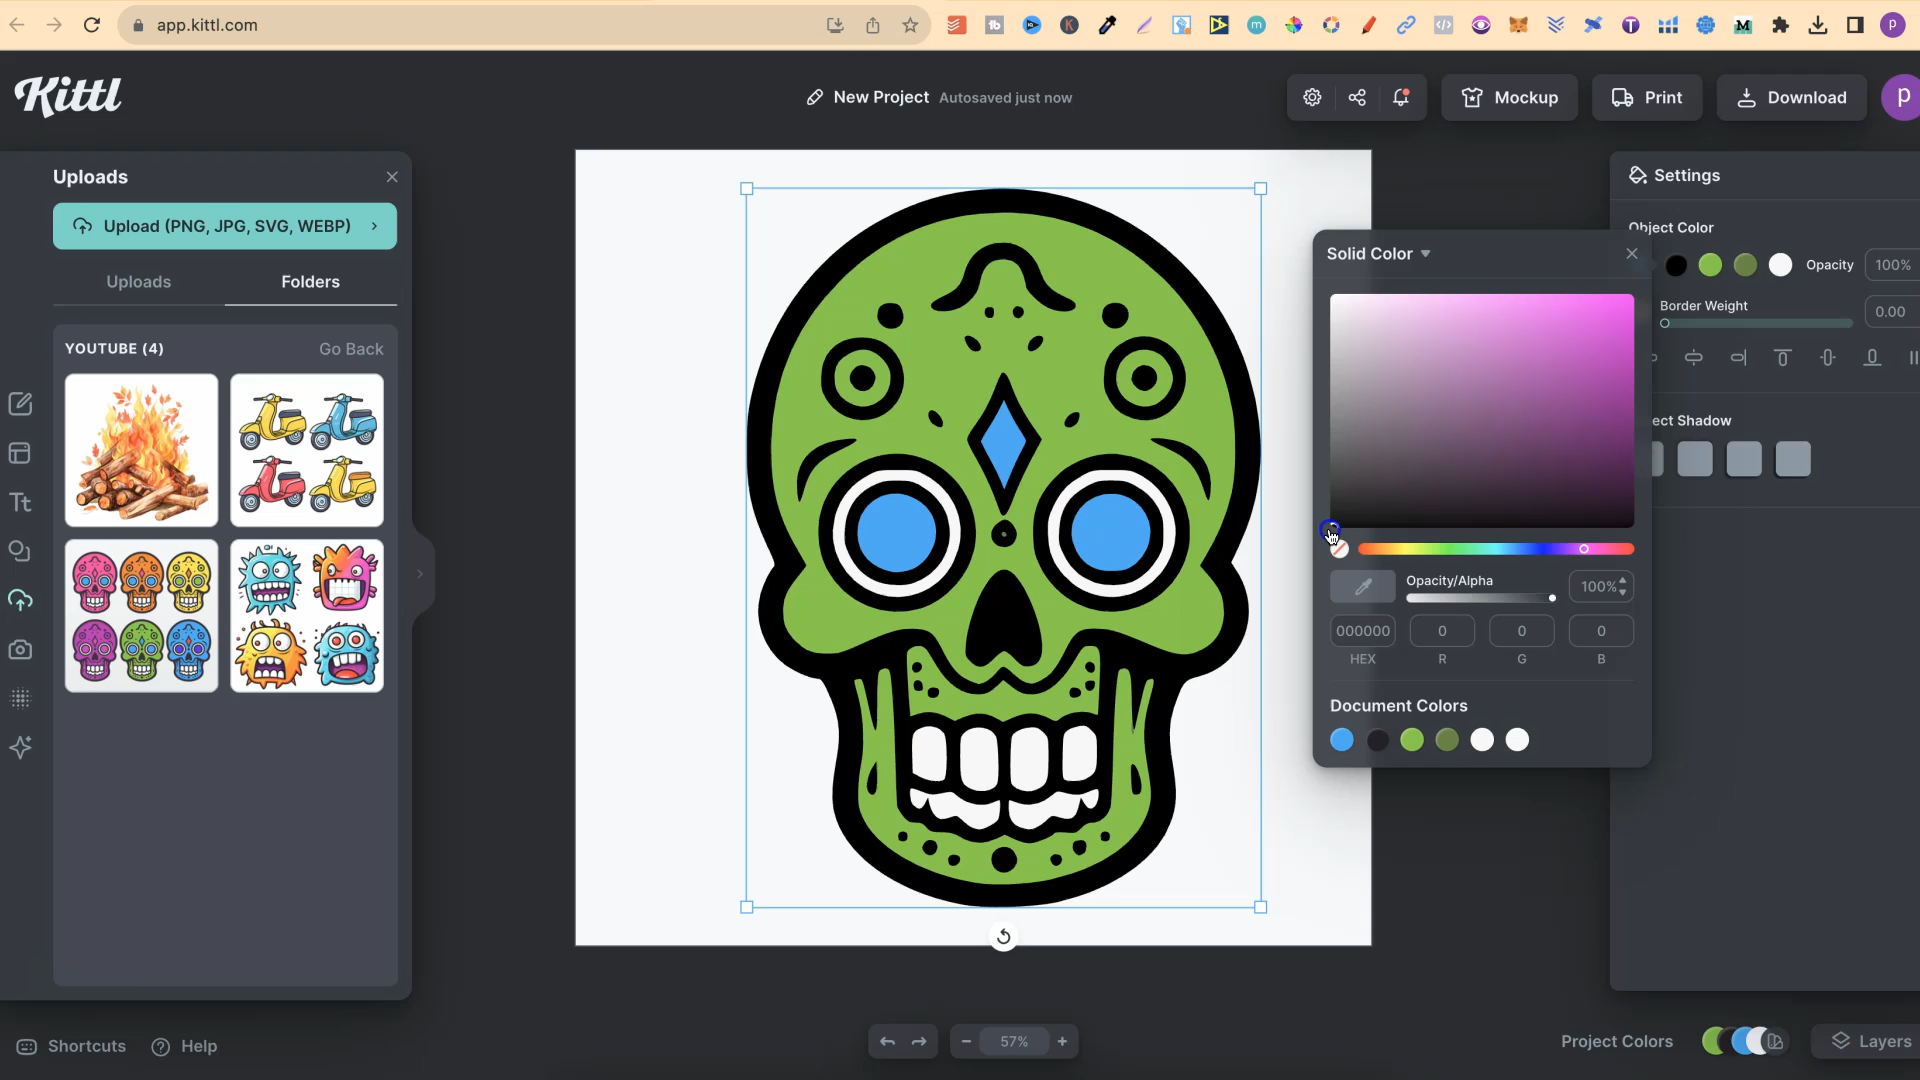 app.kittl.com
Kittl
New Project Autosaved just now
Mockup
Print
Download
p
Uploads
Upload (PNG, JPG, SVG, WEBP)
Uploads Folders
YOUTUBE (4) Go Back
Settings
Object Color
Opacity 100%
Border Weight
0.00
ect Shadow
Solid Color
Opacity/Alpha
100%
000000 0 0 0
HEX R G B
Document Colors
Shortcuts
Help
57%
Project Colors
Layers